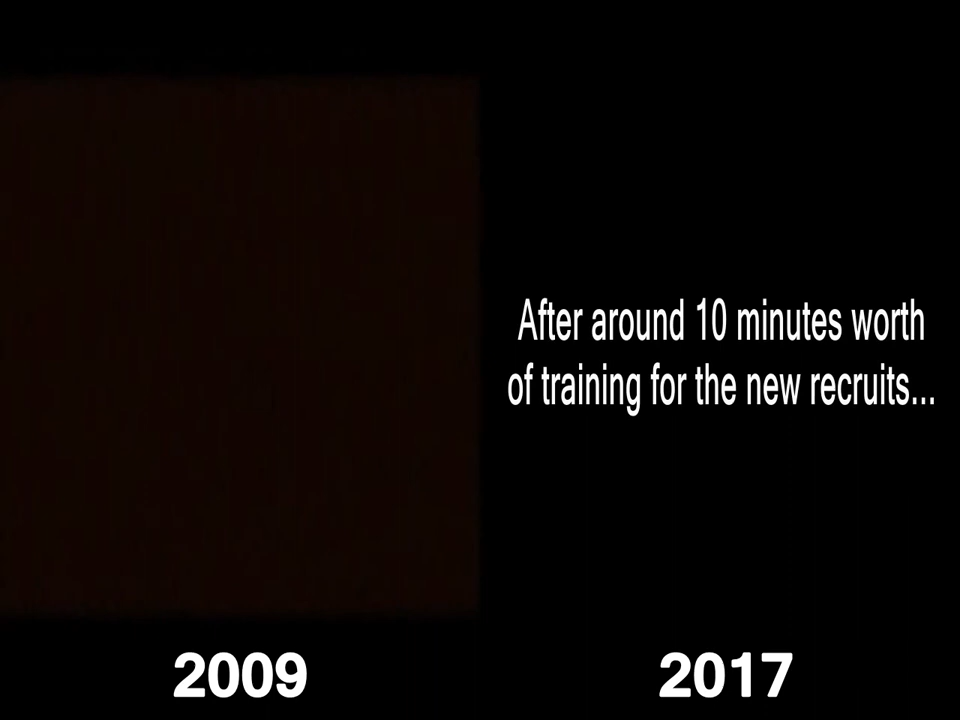 After around 10 minutes worth
of training for the new recruits...
2009
2017